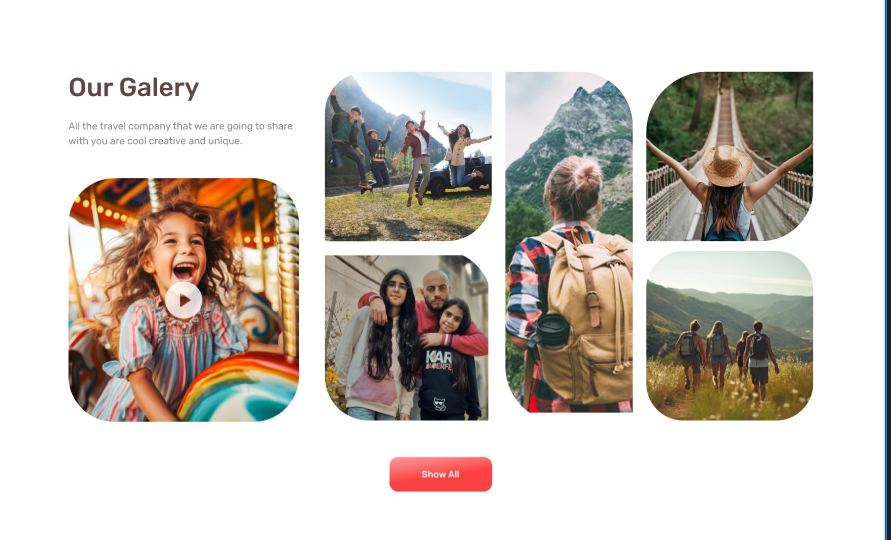 Our Galery
All the travel company that we are going to share
with you are cool creative and unique.
KAR
Show All